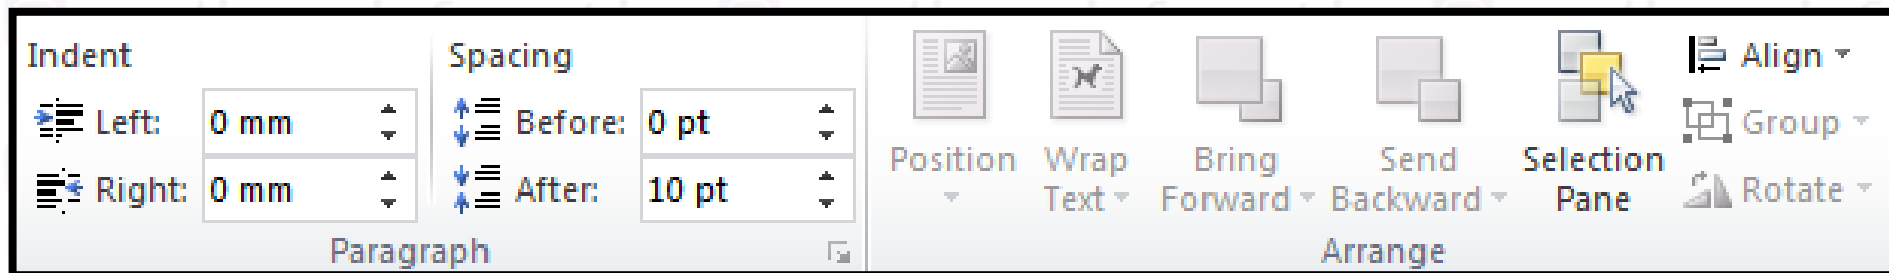 Indent
Left: 0 mm
Right: 0 mm
Paragraph
Spacing
Before: 0 pt
After: 10 pt
Position
Wrap
Text
Bring
Forward
Send
Backward
Selection
Pane
Align
Group
Rotate
Arrange